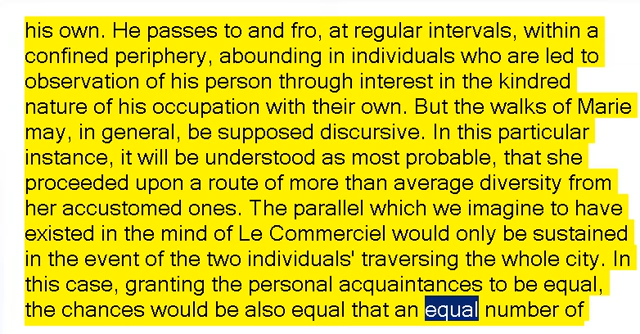 his own. He passes to and fro, at regular intervals, within a
confined periphery, abounding in individuals who are led to
observation of his person through interest in the kindred
nature of his occupation with their own. But the walks of Marie
may, in general, be supposed discursive. In this particular
instance, it will be understood as most probable, that she
proceeded upon a route of more than average diversity from
her accustomed ones. The parallel which we imagine to have
existed in the mind of Le Commerciel would only be sustained
in the event of the two individuals' traversing the whole city. In
this case, granting the personal acquaintances to be equal,
the chances would be also equal that an equal number of